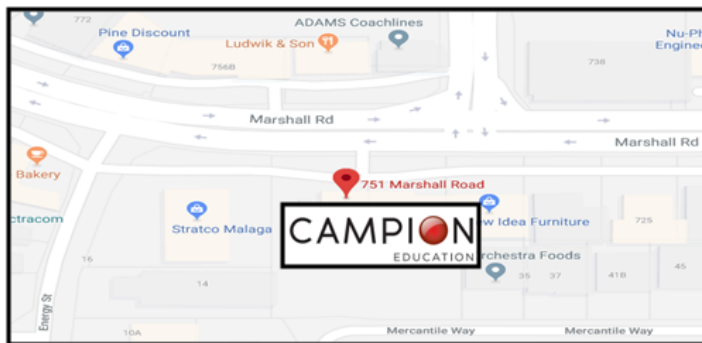 772
ADAMS Coachlines
Pine Discount
Ludwik & Son
Nu-Ph
Engine
756B
738
Marshall Rd
Marshall Rd
Bakery
751 Marshall Road
ctracom
Stratco Malaga
ew Idea Furniture
725
CAMPION
EDUCATION
rchestra Foods
16
14
35
37
41B
45
Energy St
10A
Mercantile Way
Mercantile Way